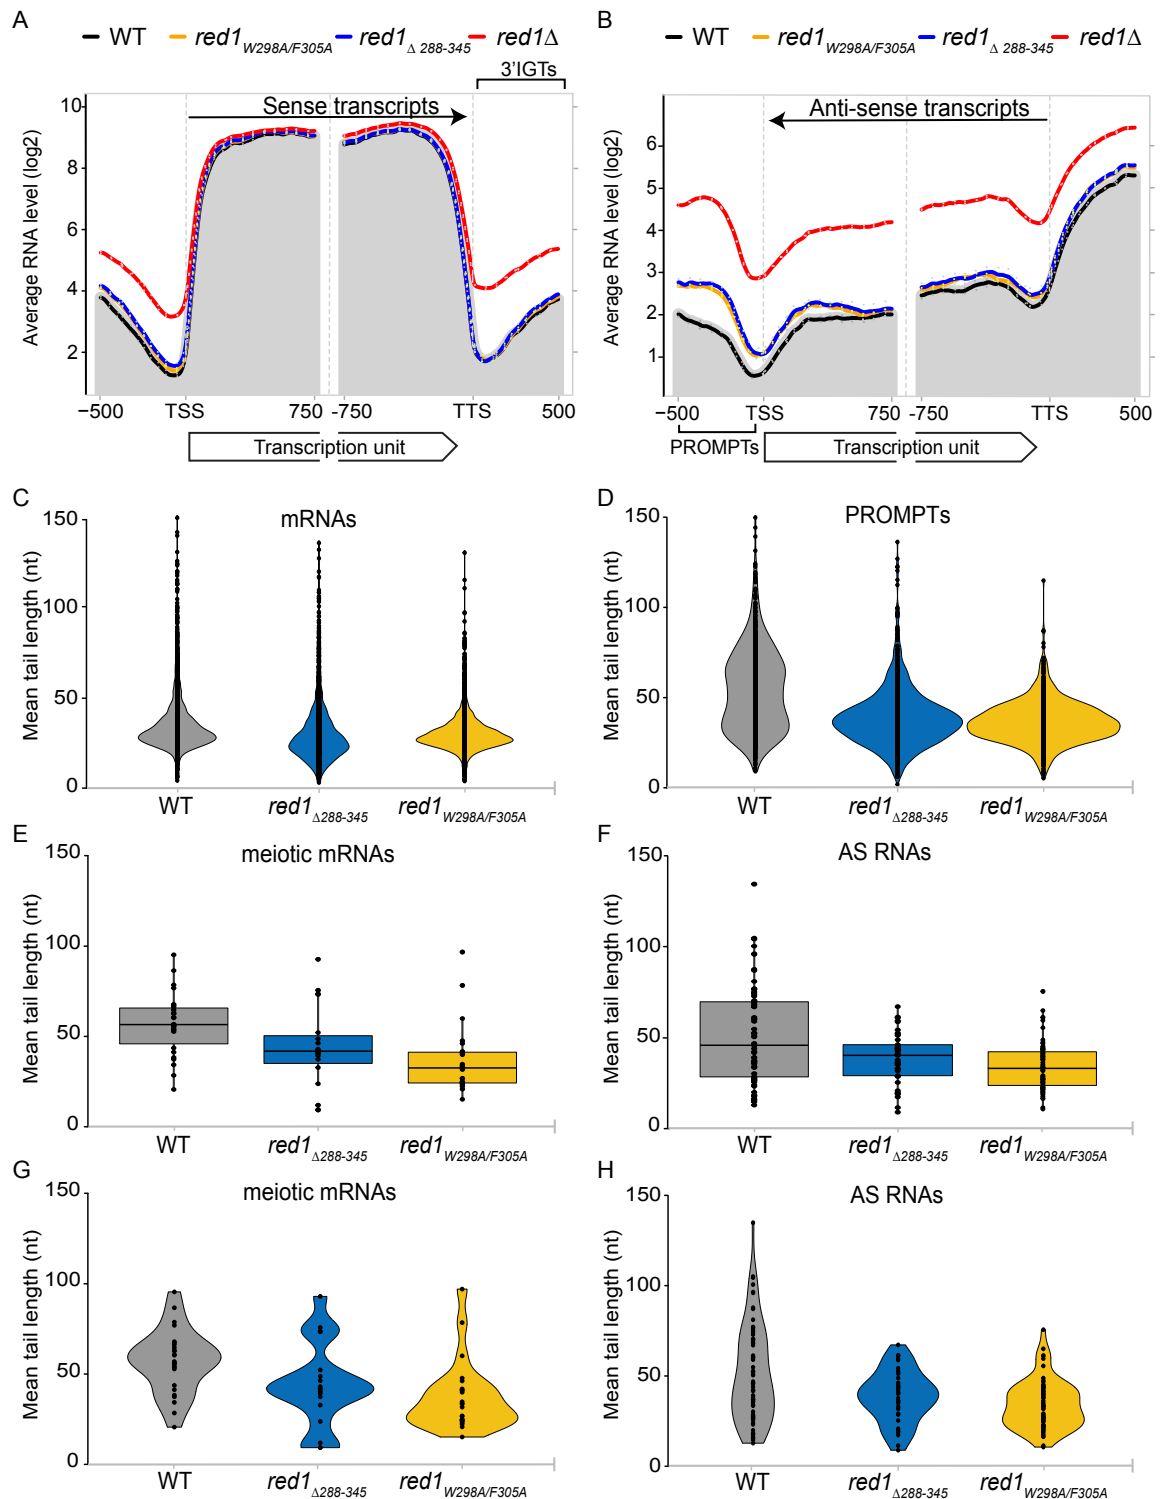 A
WT red1W298A/F305A red1Δ 288-345 red1Δ
3'IGTs
Sense transcripts
Average RNA level (log2)
10
8
6
4
2
−500 TSS 750 -750 TTS 500
Transcription unit
B
WT red1W298A/F305A red1Δ 288-345 red1Δ
Anti-sense transcripts
Average RNA level (log2)
6
5
4
3
2
1
−500 TSS 750 -750 TTS 500
PROMPTs Transcription unit
C
mRNAs
Mean tail length (nt)
150
100
50
0
WT red1Δ288-345 red1W298A/F305A
D
PROMPTs
Mean tail length (nt)
150
100
50
0
WT red1Δ288-345 red1W298A/F305A
E
meiotic mRNAs
Mean tail length (nt)
150
100
50
0
WT red1Δ288-345 red1W298A/F305A
F
AS RNAs
Mean tail length (nt)
150
100
50
0
WT red1Δ288-345 red1W298A/F305A
G
meiotic mRNAs
Mean tail length (nt)
150
100
50
0
WT red1Δ288-345 red1W298A/F305A
H
AS RNAs
Mean tail length (nt)
150
100
50
0
WT red1Δ288-345 red1W298A/F305A